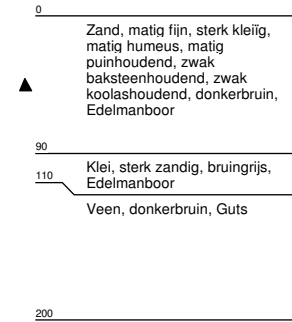 0
Zand, matig fijn, sterk kleiïg,
matig humeus, matig
puinhoudend, zwak
baksteenhoudend, zwak
koolashoudend, donkerbruin,
Edelmanboor
90
Klei, sterk zandig, bruingrijs,
Edelmanboor
110
Veen, donkerbruin, Guts
200